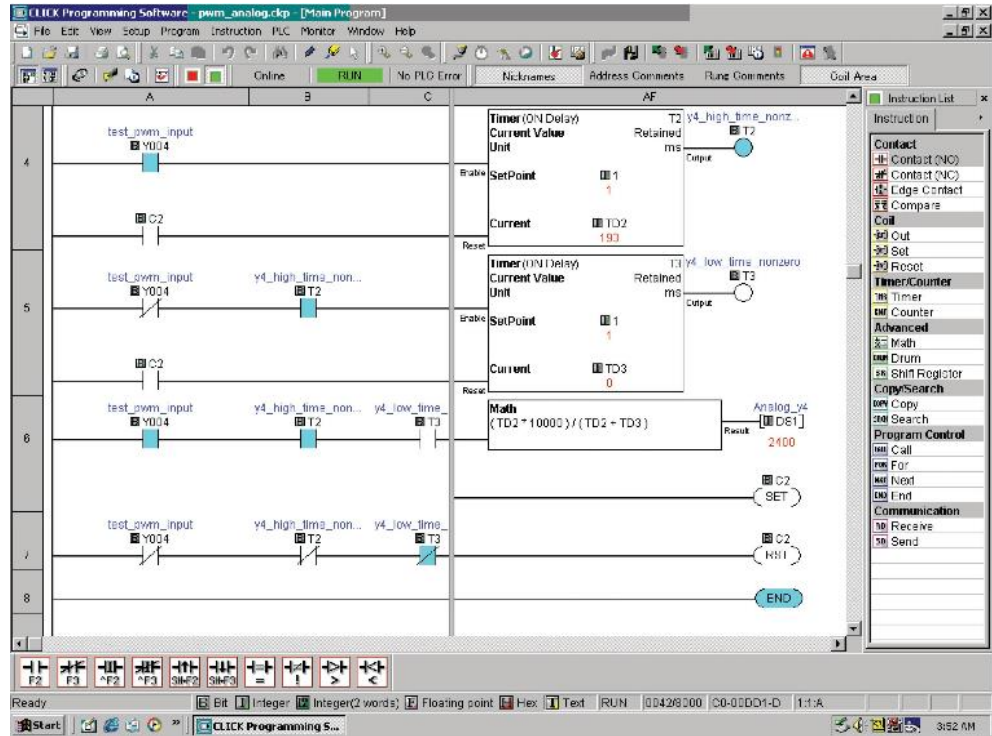 CLICK Programming Software - pwm_analog.ckp - [Main Program]
File Edit View Setup Program Instruction PLC Monitor Window Help
Online RUN No PLC Error Nicknames Address Comments Rung Comments Coil Area
A B C AF
Instruction List
Instruction
Contact
Contact (NO)
Contact (NC)
Edge Contact
Compare
Coil
Out
Set
Reset
Timer/Counter
Timer
Counter
Advanced
Math
Drum
Shift Register
Copy/Search
Copy
Search
Program Control
Call
For
Next
End
Communication
Receive
Send
4
test_pwm_input
Y004
C2
Timer (ON Delay) T2
Current Value Retained
Unit ms
Enable SetPoint 1
1
Current TD2
193
Reset
Output
y4_high_time_nonz...
T2
5
test_pwm_input y4_high_time_non...
Y004 T2
C2
Timer (ON Delay) T3
Current Value Retained
Unit ms
Enable SetPoint 1
1
Current TD3
0
Reset
Output
y4_low_time_nonzero
T3
6
test_pwm_input y4_high_time_non... y4_low_time_
Y004 T2 T3
Math
( TD2 * 10000 ) / ( TD2 + TD3 )
Result
Analog_y4
DS1
2400
C2
SET
7
test_pwm_input y4_high_time_non... y4_low_time_
Y004 T2 T3
C2
RST
8
END
F2 F3 ^F2 ^F3 SH-F2 SH-F3 = ! > <
Ready Bit Integer Integer(2 words) Floating point Hex Text RUN 0042/8000 C0-00DD1-D 1:1:A
Start CLICK Programming S... 3:52 AM